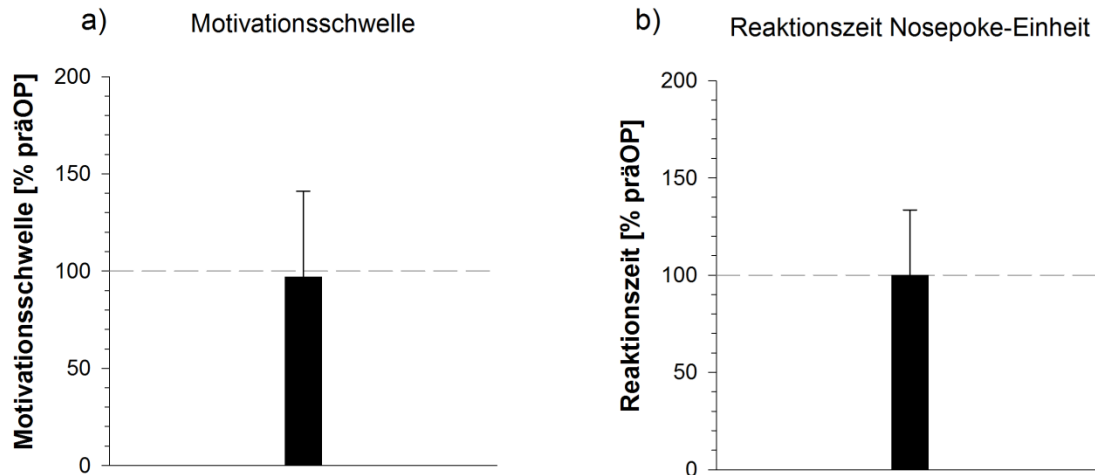 a)
Motivationsschwelle
Motivationsschwelle [% präOP]
200
150
100
50
0
b)
Reaktionszeit Nosepoke-Einheit
Reaktionszeit [% präOP]
200
150
100
50
0